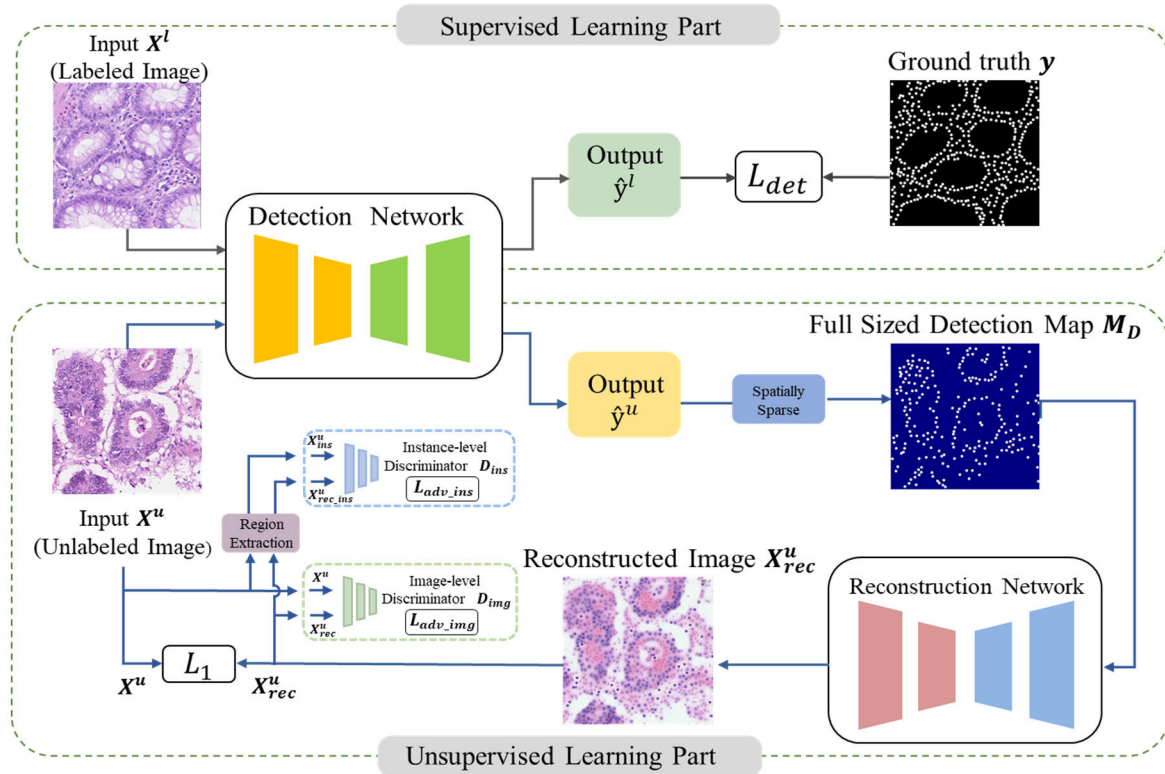 Supervised Learning Part
Input X^l
(Labeled Image)
Ground truth y
Output
ŷ^l
L_det
Detection Network
Full Sized Detection Map M_D
Output
ŷ^u
Spatially
Sparse
X^u_ins
Instance-level
Discriminator D_ins
X^u_rec_ins
L_adv_ins
Input X^u
(Unlabeled Image)
Region
Extraction
Reconstructed Image X^u_rec
X^u
Image-level
Discriminator D_img
X^u_rec
L_adv_img
Reconstruction Network
L_1
X^u
X^u_rec
Unsupervised Learning Part